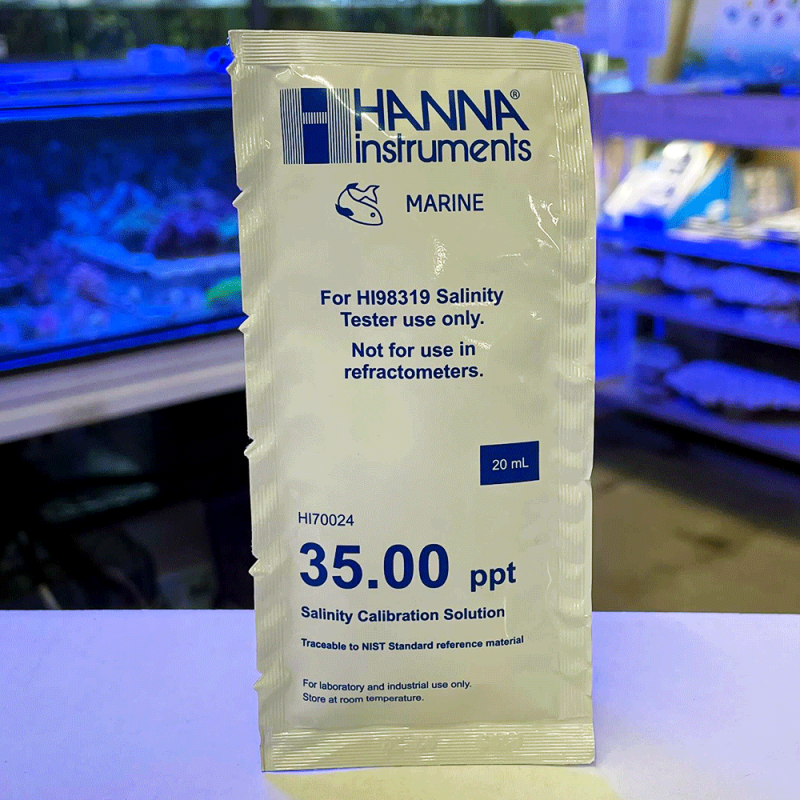 HANNA®
instruments
MARINE
For HI98319 Salinity
Tester use only.
Not for use in
refractometers.
20 mL
HI70024
35.00 ppt
Salinity Calibration Solution
Traceable to NIST Standard reference material
For laboratory and industrial use only.
Store at room temperature.